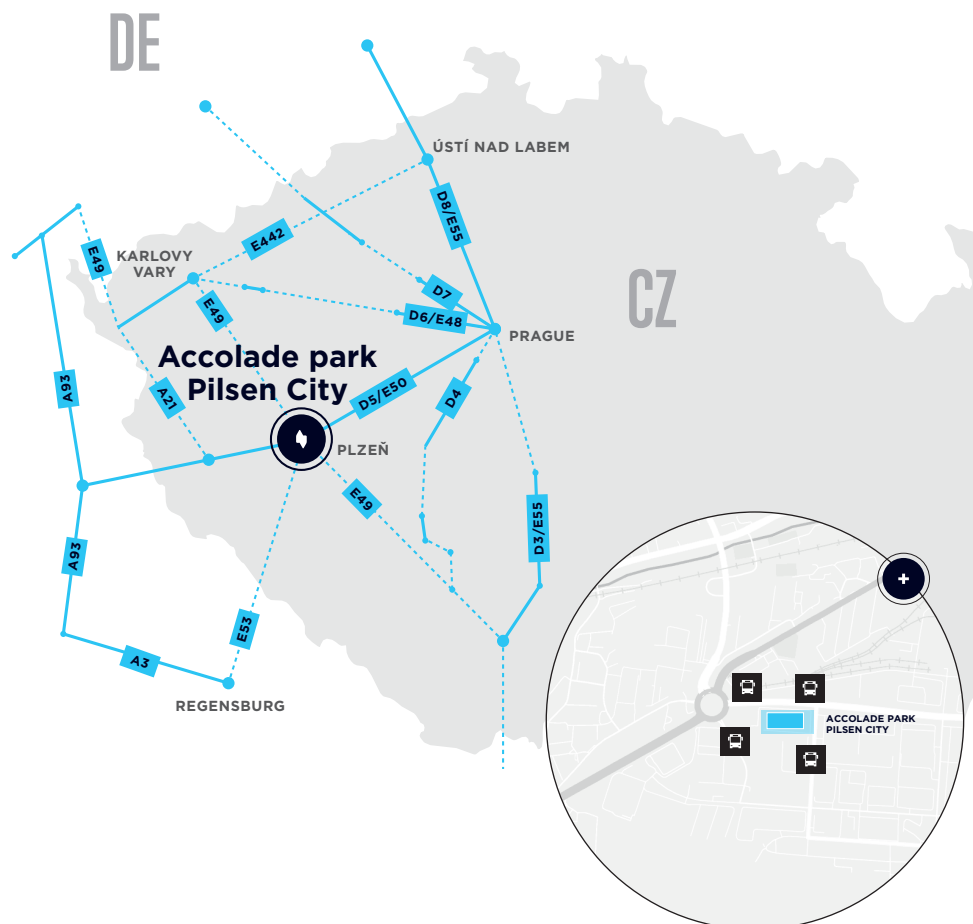 DE
ÚSTÍ NAD LABEM
D8/E55
E442
E49
KARLOVY
VARY
CZ
E49
D7
D6/E48
PRAGUE
Accolade park
Pilsen City
A93
A21
D5/E50
D4
PLZEŇ
E49
D3/E55
A93
E53
A3
REGENSBURG
ACCOLADE PARK
PILSEN CITY